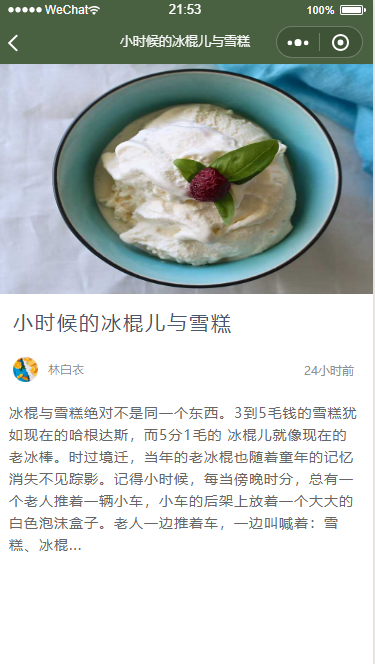 WeChat 21:53 100%
小时候的冰棍儿与雪糕
小时候的冰棍儿与雪糕
林白衣 24小时前
冰棍与雪糕绝对不是同一个东西。3到5毛钱的雪糕犹
如现在的哈根达斯，而5分1毛的 冰棍儿就像现在的
老冰棒。时过境迁，当年的老冰棍也随着童年的记忆
消失不见踪影。记得小时候，每当傍晚时分，总有一
个老人推着一辆小车，小车的后架上放着一个大大的
白色泡沫盒子。老人一边推着车，一边叫喊着：雪
糕、冰棍...